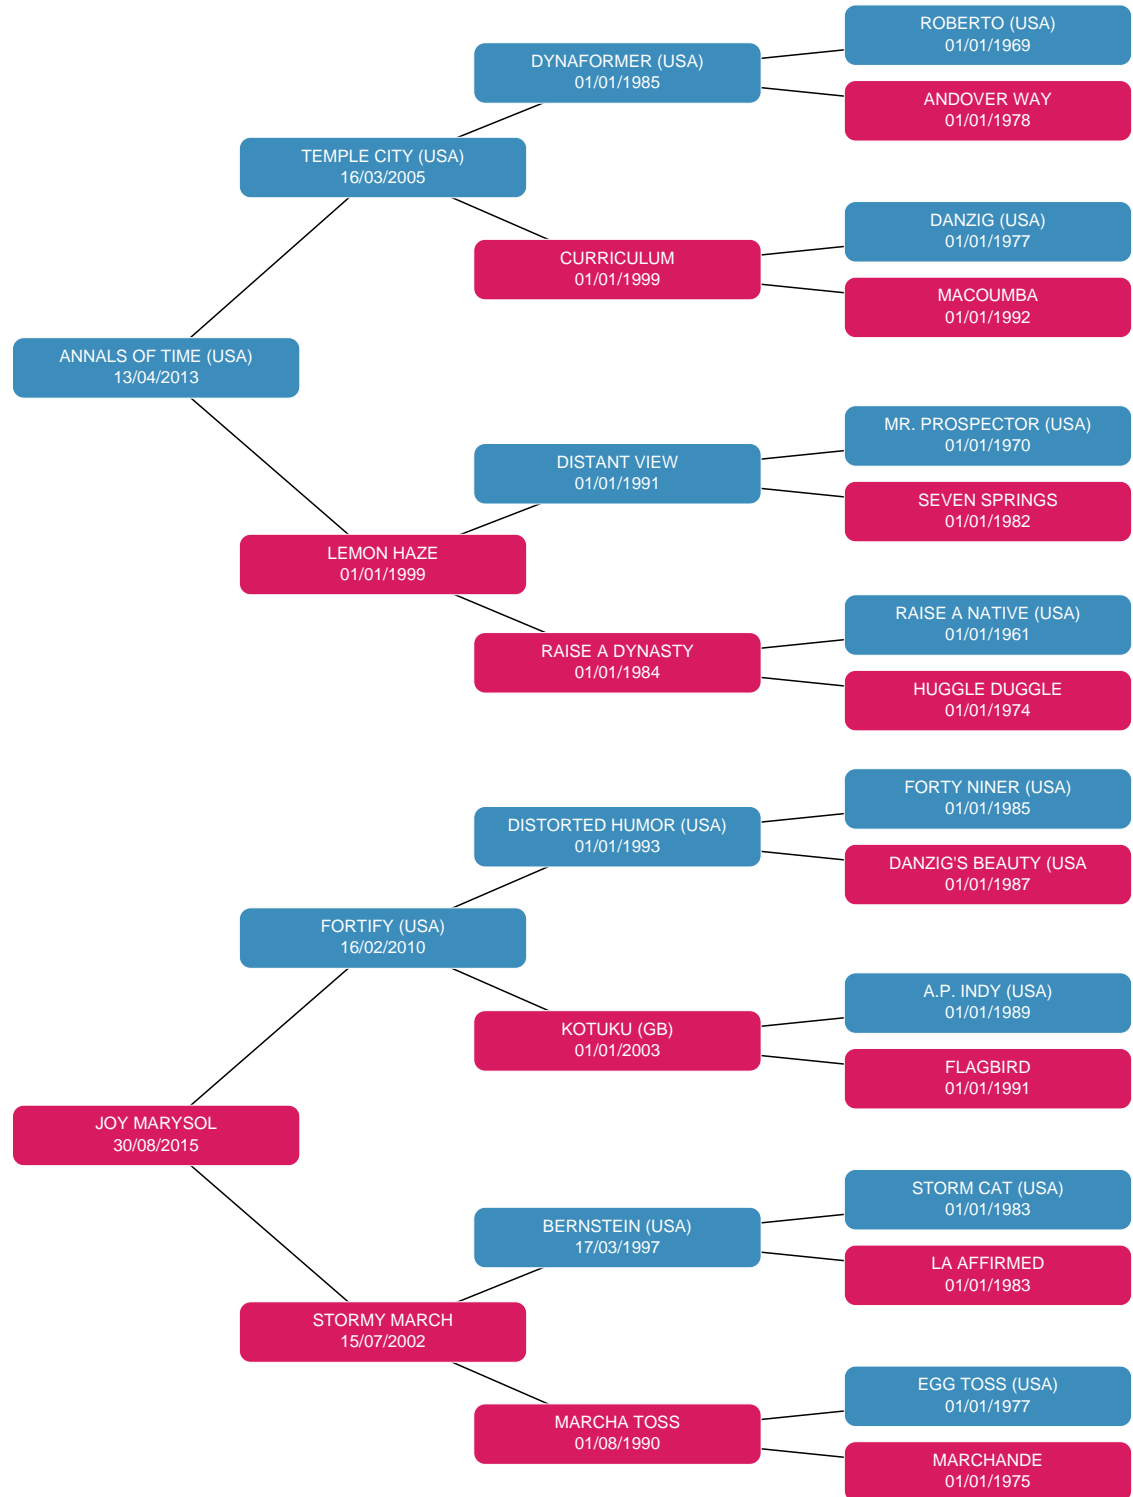 ROBERTO (USA)
01/01/1969
DYNAFORMER (USA)
01/01/1985
ANDOVER WAY
01/01/1978
TEMPLE CITY (USA)
16/03/2005
DANZIG (USA)
01/01/1977
CURRICULUM
01/01/1999
MACOUMBA
01/01/1992
ANNALS OF TIME (USA)
13/04/2013
MR. PROSPECTOR (USA)
01/01/1970
DISTANT VIEW
01/01/1991
SEVEN SPRINGS
01/01/1982
LEMON HAZE
01/01/1999
RAISE A NATIVE (USA)
01/01/1961
RAISE A DYNASTY
01/01/1984
HUGGLE DUGGLE
01/01/1974
FORTY NINER (USA)
01/01/1985
DISTORTED HUMOR (USA)
01/01/1993
DANZIG'S BEAUTY (USA
01/01/1987
FORTIFY (USA)
16/02/2010
A.P. INDY (USA)
01/01/1989
KOTUKU (GB)
01/01/2003
FLAGBIRD
01/01/1991
JOY MARYSOL
30/08/2015
STORM CAT (USA)
01/01/1983
BERNSTEIN (USA)
17/03/1997
LA AFFIRMED
01/01/1983
STORMY MARCH
15/07/2002
EGG TOSS (USA)
01/01/1977
MARCHA TOSS
01/08/1990
MARCHANDE
01/01/1975